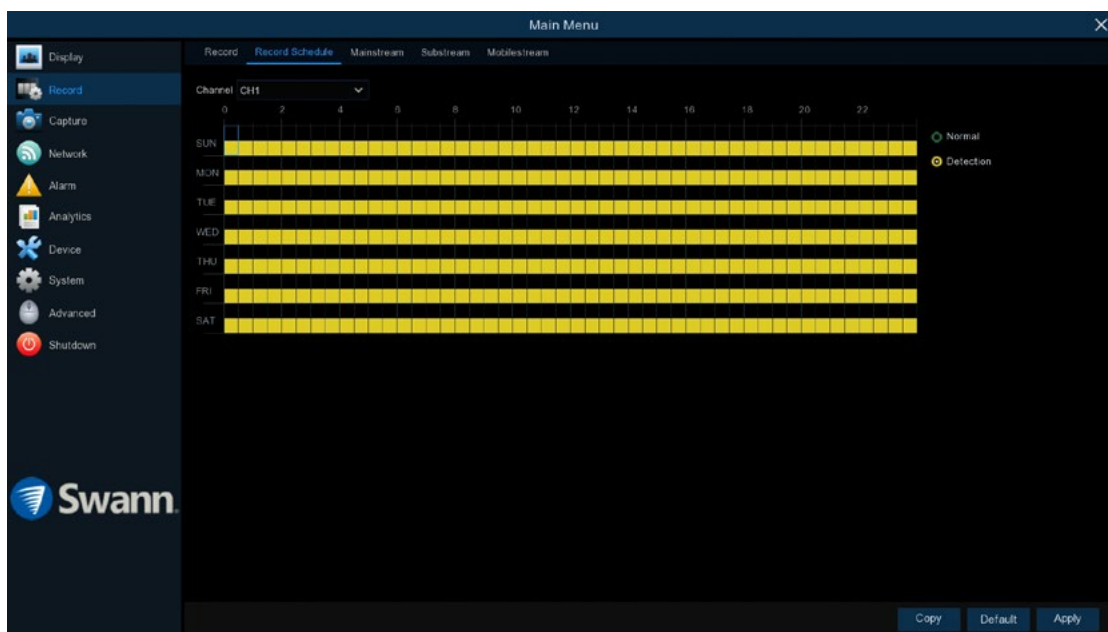 Main Menu
Display
Record
Capture
Network
Alarm
Analytics
Device
System
Advanced
Shutdown
Swann.
Record Record Schedule Mainstream Substream Mobilestream
Channel CH1
0 2 4 6 8 10 12 14 16 18 20 22
SUN
MON
TUE
WED
THU
FRI
SAT
Normal
Detection
Copy Default Apply